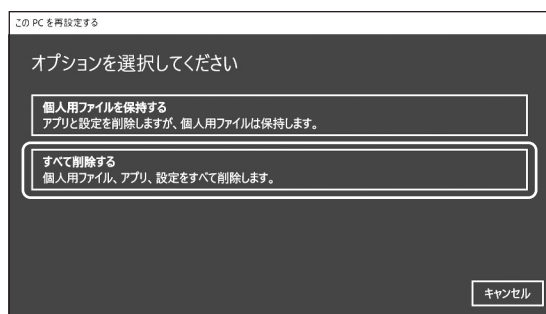 この PC を再設定する
オプションを選択してください
個人用ファイルを保持する
アプリと設定を削除しますが、個人用ファイルは保持します。
すべて削除する
個人用ファイル、アプリ、設定をすべて削除します。
キャンセル